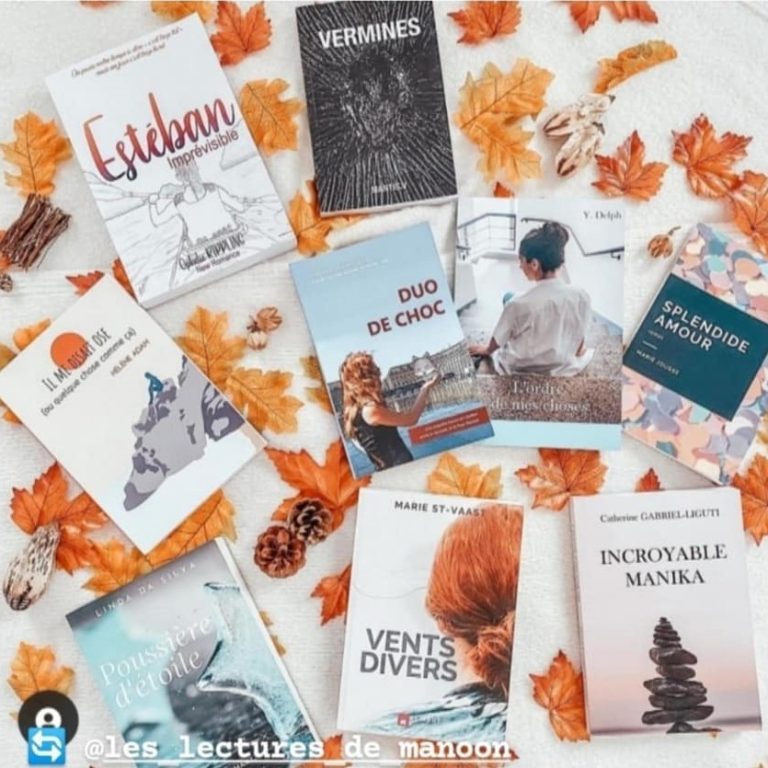 Estéban
Imprévisible
Ophélie
New Romance
VERMINES
MANTIS.V
Y. Delph
L'ordre
de mes choses
DUO
DE CHOC
SPLENDIDE
AMOUR
MARIE JOUSSE
IL ME DISAIT OSE
(ou quelque chose comme ça)
HÉLÈNE ADAM
LINDA DA SILVA
Poussière
d'étoile
MARIE ST-VAAST
VENTS
DIVERS
Catherine GABRIEL-LIGUTI
INCROYABLE
MANIKA
@les_lectures_de_manoon